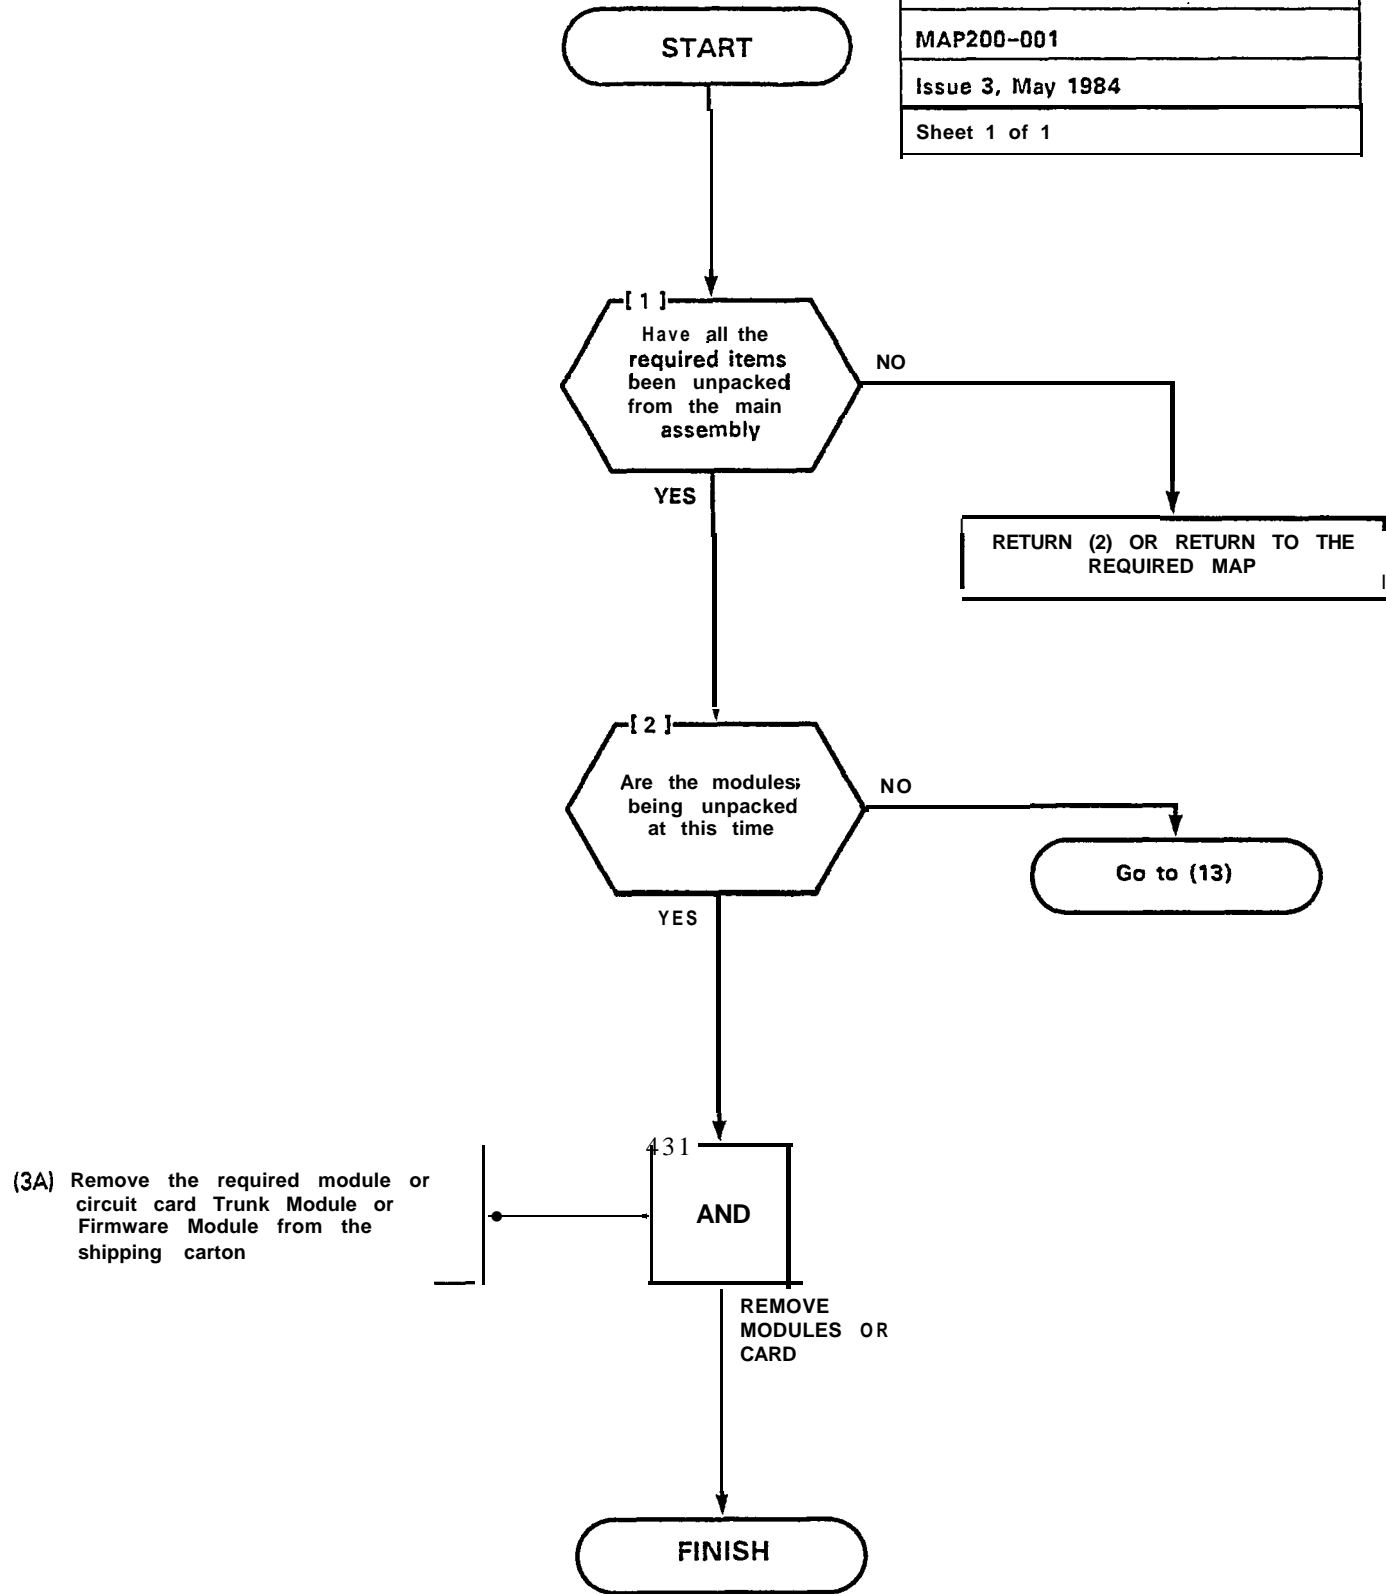 START
MAP200-001
Issue 3, May 1984
Sheet 1 of 1
[ 1 ]
Have all the
required items
been unpacked
from the main
assembly
NO
YES
RETURN (2) OR RETURN TO THE
REQUIRED MAP
[ 2 ]
Are the modules
being unpacked
at this time
NO
Go to (13)
YES
431
(3A) Remove the required module or
circuit card Trunk Module or
Firmware Module from the
shipping carton
AND
REMOVE
MODULES OR
CARD
FINISH